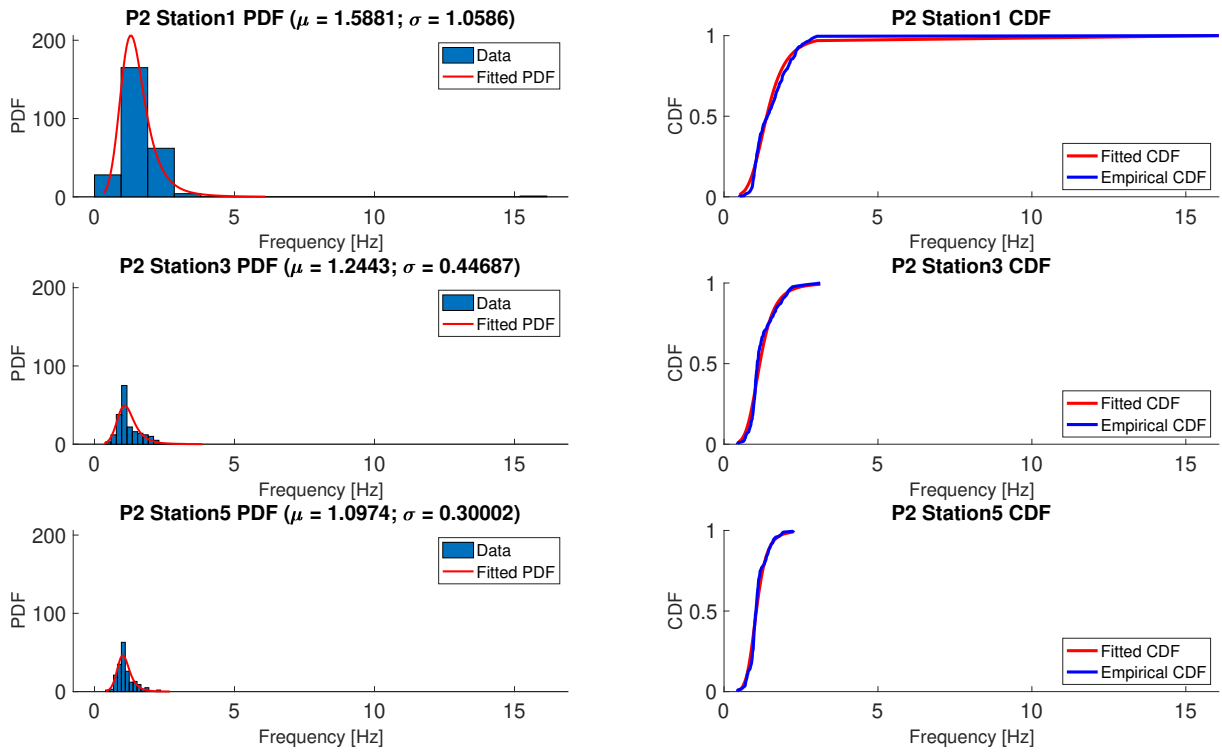 P2 Station1 PDF (μ = 1.5881; σ = 1.0586)
200
100
0
PDF
Data
Fitted PDF
0 5 10 15
Frequency [Hz]
P2 Station1 CDF
1
0.5
0
CDF
Fitted CDF
Empirical CDF
0 5 10 15
Frequency [Hz]
P2 Station3 PDF (μ = 1.2443; σ = 0.44687)
200
100
0
PDF
Data
Fitted PDF
0 5 10 15
Frequency [Hz]
P2 Station3 CDF
1
0.5
0
CDF
Fitted CDF
Empirical CDF
0 5 10 15
Frequency [Hz]
P2 Station5 PDF (μ = 1.0974; σ = 0.30002)
200
100
0
PDF
Data
Fitted PDF
0 5 10 15
Frequency [Hz]
P2 Station5 CDF
1
0.5
0
CDF
Fitted CDF
Empirical CDF
0 5 10 15
Frequency [Hz]